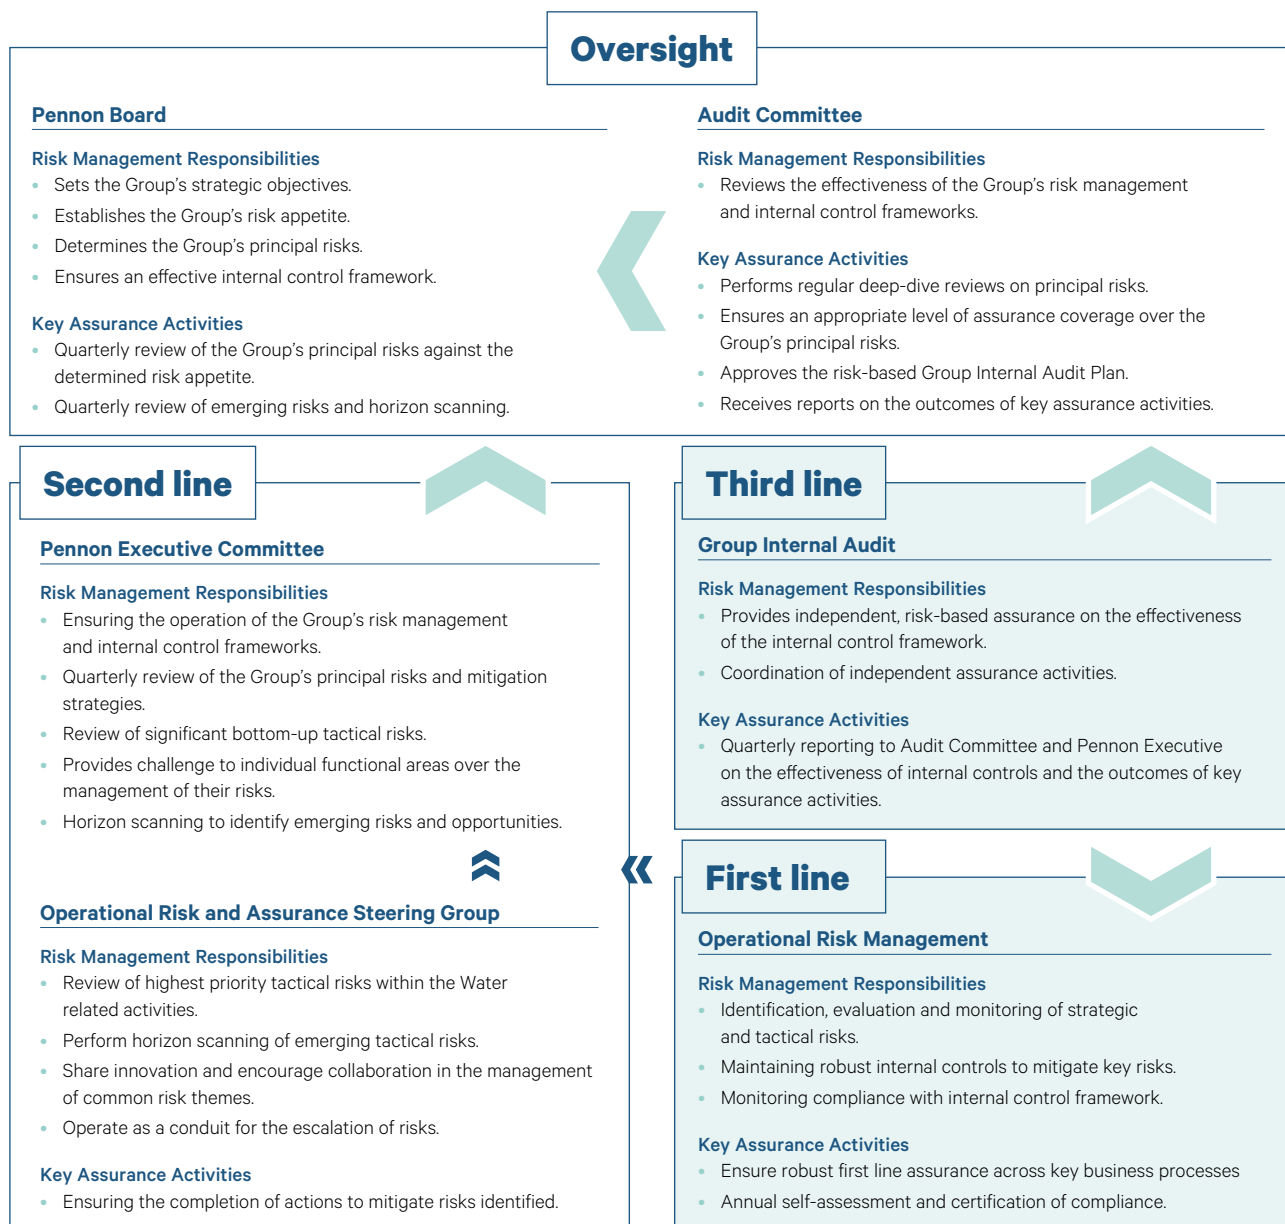 Oversight
Pennon Board
Risk Management Responsibilities
• Sets the Group's strategic objectives.
• Establishes the Group's risk appetite.
• Determines the Group's principal risks.
• Ensures an effective internal control framework.
Key Assurance Activities
• Quarterly review of the Group's principal risks against the
determined risk appetite.
• Quarterly review of emerging risks and horizon scanning.
Audit Committee
Risk Management Responsibilities
• Reviews the effectiveness of the Group's risk management
and internal control frameworks.
Key Assurance Activities
• Performs regular deep-dive reviews on principal risks.
• Ensures an appropriate level of assurance coverage over the
Group's principal risks.
• Approves the risk-based Group Internal Audit Plan.
• Receives reports on the outcomes of key assurance activities.
Second line
Pennon Executive Committee
Risk Management Responsibilities
• Ensuring the operation of the Group's risk management
and internal control frameworks.
• Quarterly review of the Group's principal risks and mitigation
strategies.
• Review of significant bottom-up tactical risks.
• Provides challenge to individual functional areas over the
management of their risks.
• Horizon scanning to identify emerging risks and opportunities.
Operational Risk and Assurance Steering Group
Risk Management Responsibilities
• Review of highest priority tactical risks within the Water
related activities.
• Perform horizon scanning of emerging tactical risks.
• Share innovation and encourage collaboration in the management
of common risk themes.
• Operate as a conduit for the escalation of risks.
Key Assurance Activities
• Ensuring the completion of actions to mitigate risks identified.
Third line
Group Internal Audit
Risk Management Responsibilities
• Provides independent, risk-based assurance on the effectiveness
of the internal control framework.
• Coordination of independent assurance activities.
Key Assurance Activities
• Quarterly reporting to Audit Committee and Pennon Executive
on the effectiveness of internal controls and the outcomes of key
assurance activities.
First line
Operational Risk Management
Risk Management Responsibilities
• Identification, evaluation and monitoring of strategic
and tactical risks.
• Maintaining robust internal controls to mitigate key risks.
• Monitoring compliance with internal control framework.
Key Assurance Activities
• Ensure robust first line assurance across key business processes
• Annual self-assessment and certification of compliance.